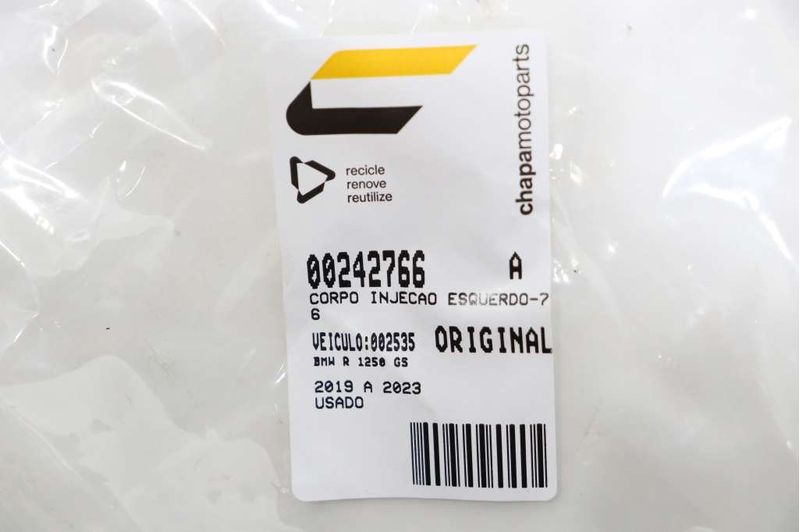 chapamotoparts
recicle
renove
reutilize
00242766 A
CORPO INJECAO ESQUERDO-7
6
VEICULO:002535 ORIGINAL
BMW R 1250 GS
2019 A 2023
USADO